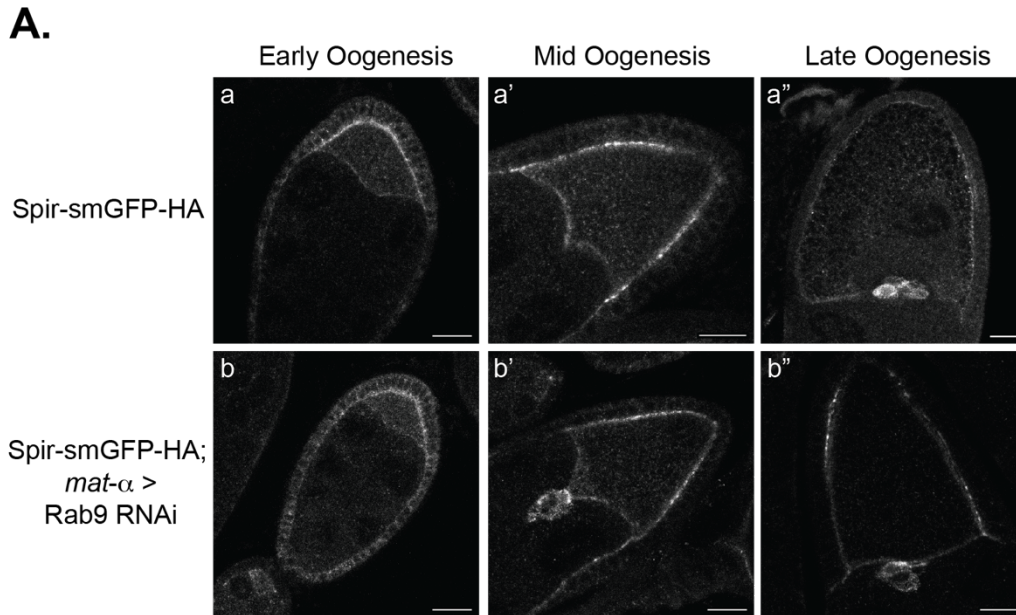 A.
Early Oogenesis
Mid Oogenesis
Late Oogenesis
Spir-smGFP-HA
a
a’
a”
Spir-smGFP-HA;
mat-α >
Rab9 RNAi
b
b’
b”